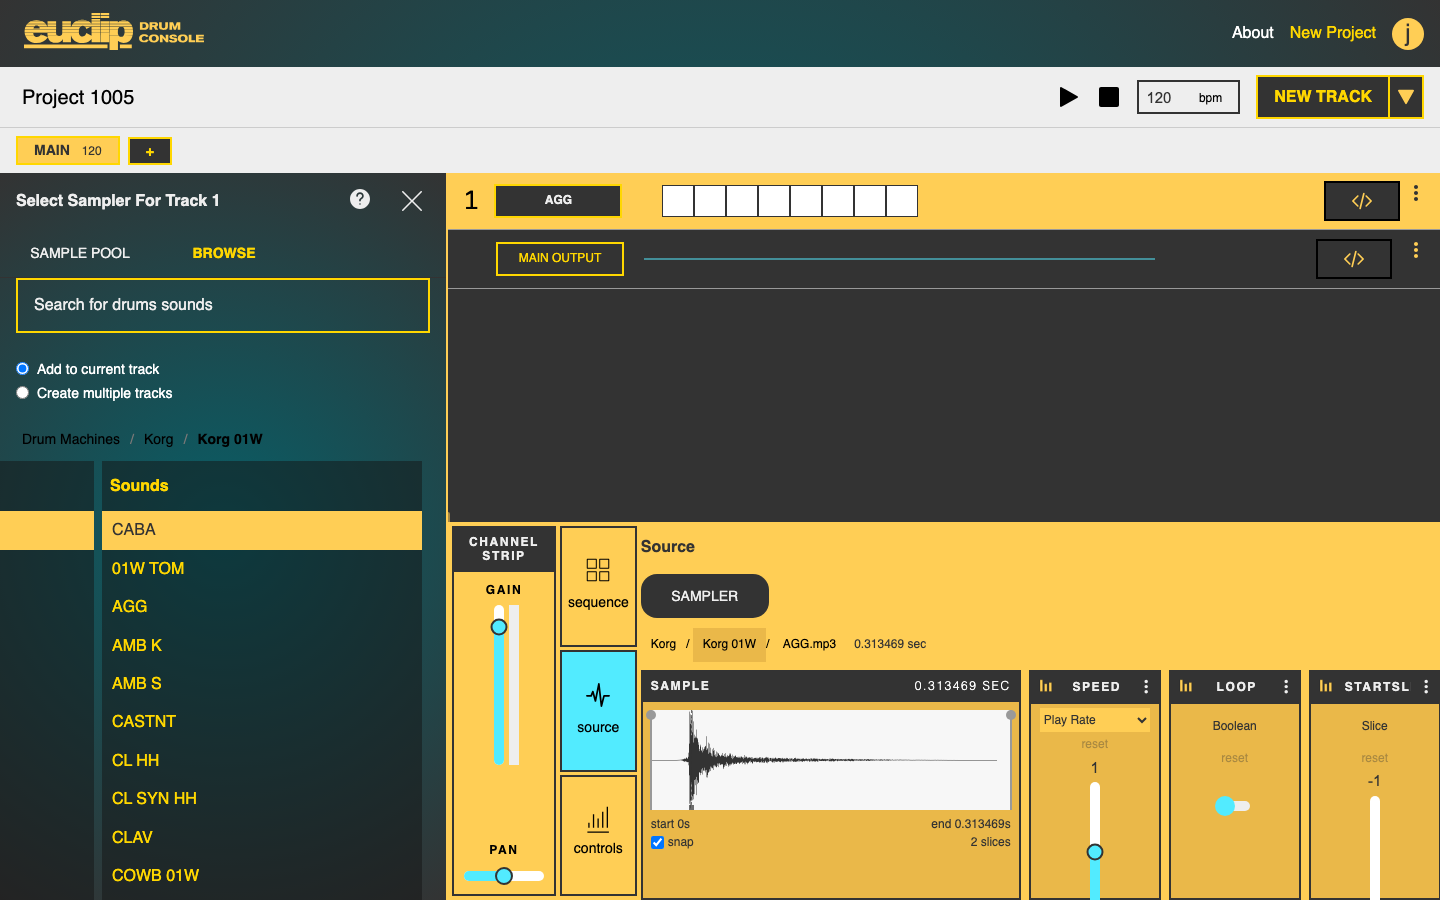 euclip DRUM CONSOLE
About
New Project
j
Project 1005
120 bpm
NEW TRACK
MAIN 120
+
Select Sampler For Track 1
?
SAMPLE POOL
BROWSE
Search for drums sounds
Add to current track
Create multiple tracks
Drum Machines / Korg / Korg 01W
Sounds
CABA
01W TOM
AGG
AMB K
AMB S
CASTNT
CL HH
CL SYN HH
CLAV
COWB 01W
1
AGG
</>
MAIN OUTPUT
</>
CHANNEL
STRIP
GAIN
PAN
sequence
source
controls
Source
SAMPLER
Korg / Korg 01W / AGG.mp3 0.313469 sec
SAMPLE 0.313469 SEC
start 0s
end 0.313469s
snap
2 slices
SPEED
Play Rate
reset
1
LOOP
Boolean
reset
STARTSL
Slice
reset
-1